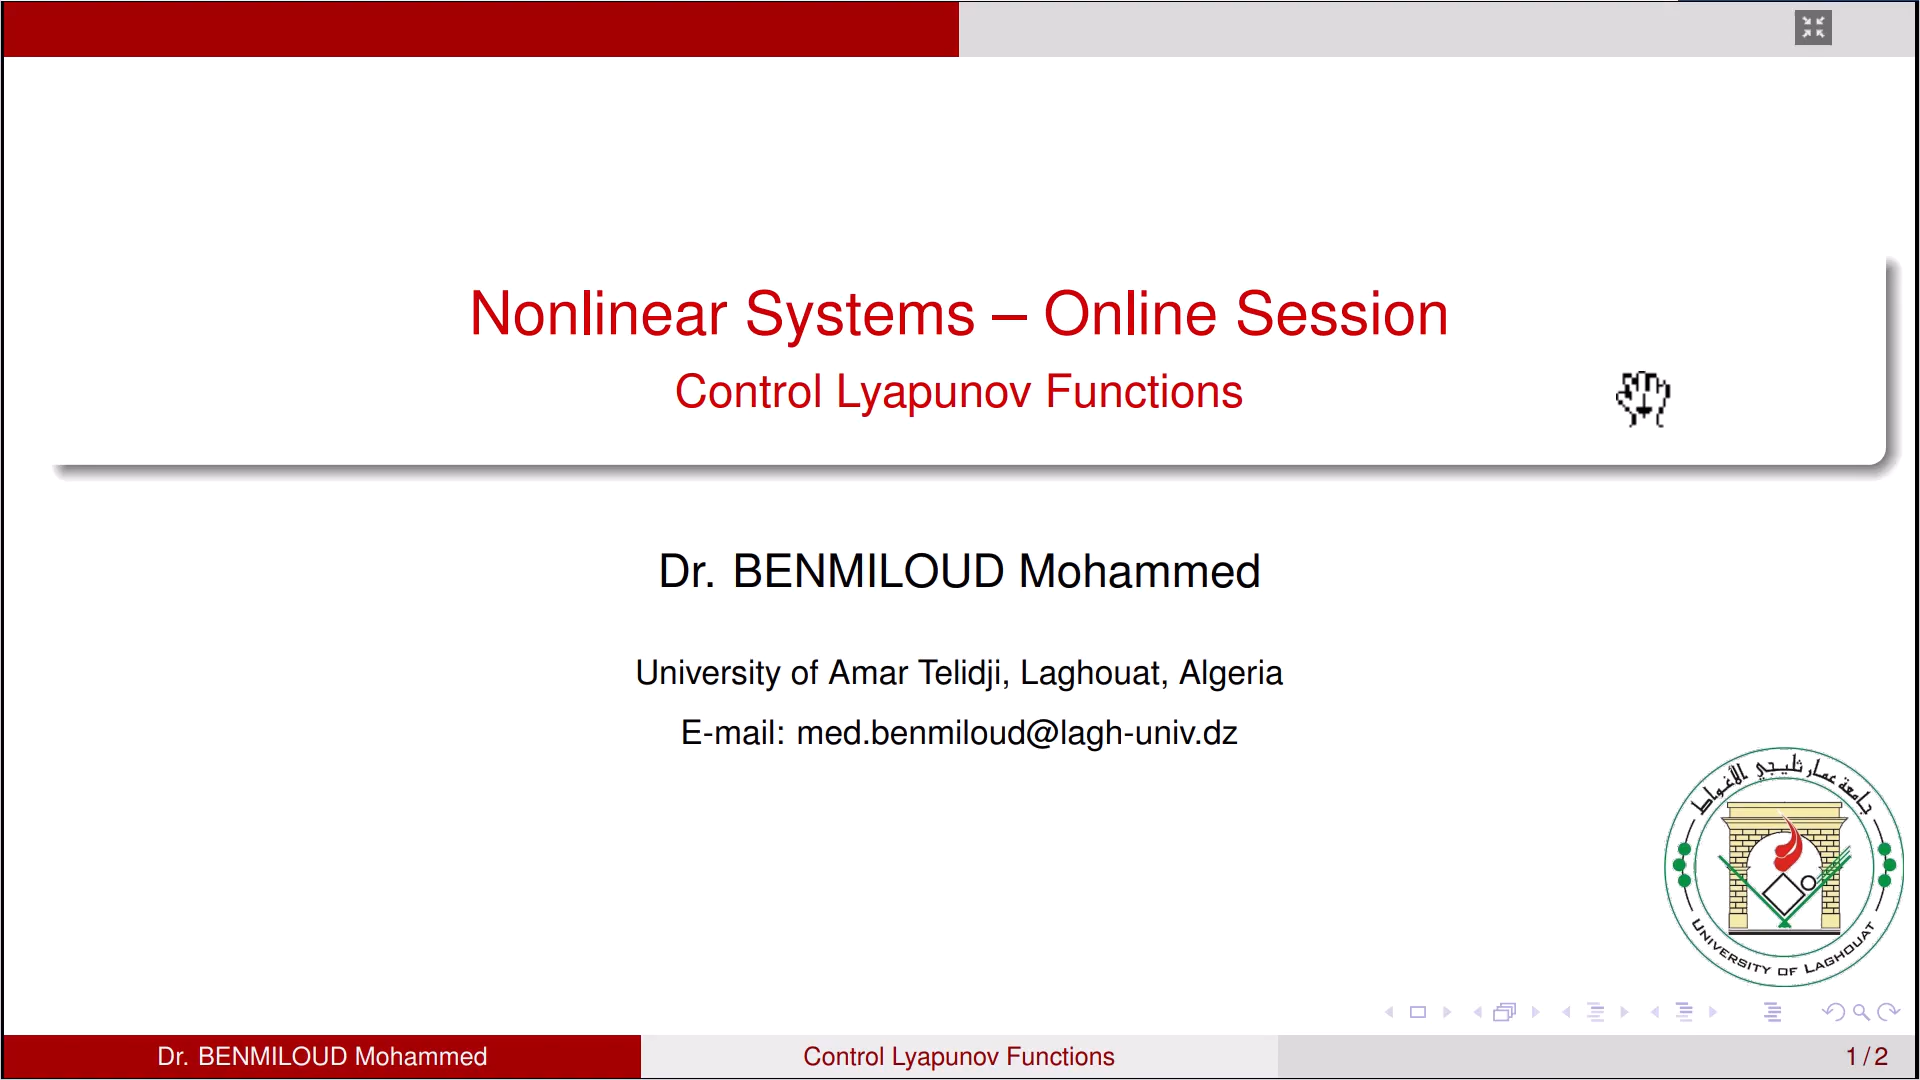 Nonlinear Systems – Online Session
Control Lyapunov Functions
Dr. BENMILOUD Mohammed
University of Amar Telidji, Laghouat, Algeria
E-mail: med.benmiloud@lagh-univ.dz
جامعة عمار ثليجي الأغواط
UNIVERSITY OF LAGHOUAT
Dr. BENMILOUD Mohammed
Control Lyapunov Functions
1 / 2